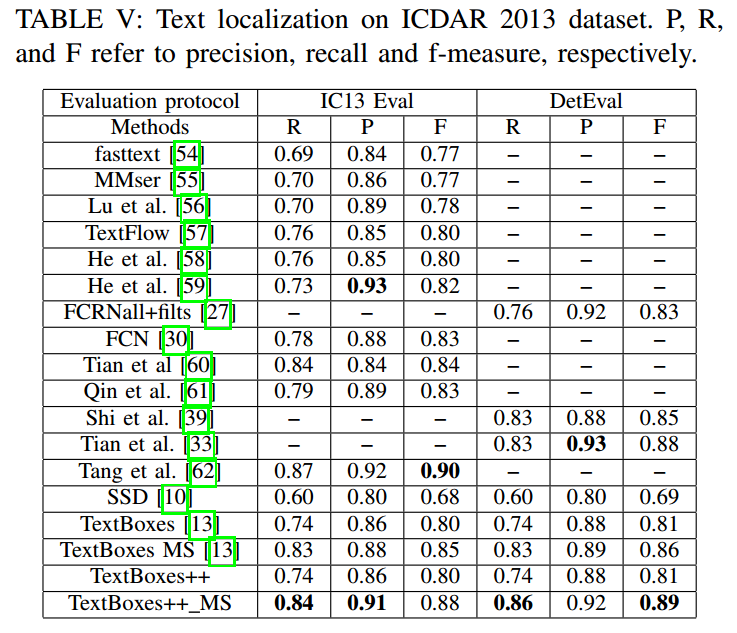 TABLE V: Text localization on ICDAR 2013 dataset. P, R,
and F refer to precision, recall and f-measure, respectively.
Evaluation protocol IC13 Eval DetEval
Methods R P F R P F
fasttext [54] 0.69 0.84 0.77 – – –
MMser [55] 0.70 0.86 0.77 – – –
Lu et al. [56] 0.70 0.89 0.78 – – –
TextFlow [57] 0.76 0.85 0.80 – – –
He et al. [58] 0.76 0.85 0.80 – – –
He et al. [59] 0.73 0.93 0.82 – – –
FCRNall+filts [27] – – – 0.76 0.92 0.83
FCN [30] 0.78 0.88 0.83 – – –
Tian et al [60] 0.84 0.84 0.84 – – –
Qin et al. [61] 0.79 0.89 0.83 – – –
Shi et al. [39] – – – 0.83 0.88 0.85
Tian et al. [33] – – – 0.83 0.93 0.88
Tang et al. [62] 0.87 0.92 0.90 – – –
SSD [10] 0.60 0.80 0.68 0.60 0.80 0.69
TextBoxes [13] 0.74 0.86 0.80 0.74 0.88 0.81
TextBoxes MS [13] 0.83 0.88 0.85 0.83 0.89 0.86
TextBoxes++ 0.74 0.86 0.80 0.74 0.88 0.81
TextBoxes++_MS 0.84 0.91 0.88 0.86 0.92 0.89